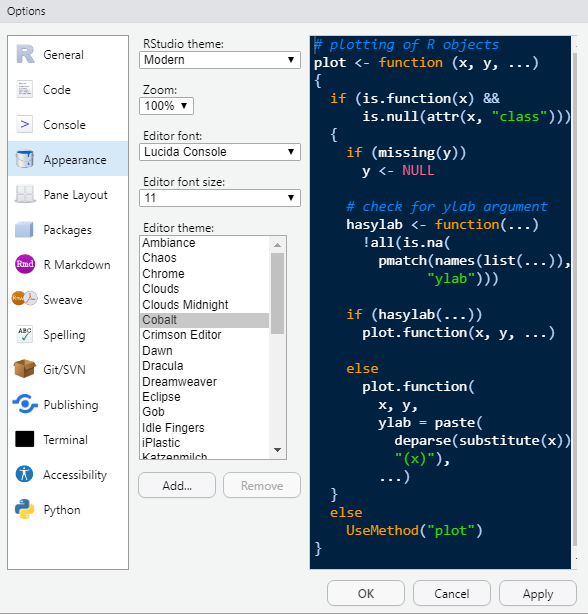 Options
General
Code
Console
Appearance
Pane Layout
Packages
R Markdown
Sweave
Spelling
Git/SVN
Publishing
Terminal
Accessibility
Python
RStudio theme:
Modern
Zoom:
100%
Editor font:
Lucida Console
Editor font size:
11
Editor theme:
Ambiance
Chaos
Chrome
Clouds
Clouds Midnight
Cobalt
Crimson Editor
Dawn
Dracula
Dreamweaver
Eclipse
Gob
Idle Fingers
iPlastic
Katzenmilch
Add...
Remove
# plotting of R objects
plot <- function (x, y, ...)
{
  if (is.function(x) &&
      is.null(attr(x, "class")))
  {
    if (missing(y))
      y <- NULL

    # check for ylab argument
    hasylab <- function(...)
      !all(is.na(
        pmatch(names(list(...)),
              "ylab")))

    if (hasylab(...))
      plot.function(x, y, ...)

    else
      plot.function(
        x, y,
        ylab = paste(
          deparse(substitute(x))
          "(x)"),
        ...)
  }
  else
    UseMethod("plot")
}
OK
Cancel
Apply